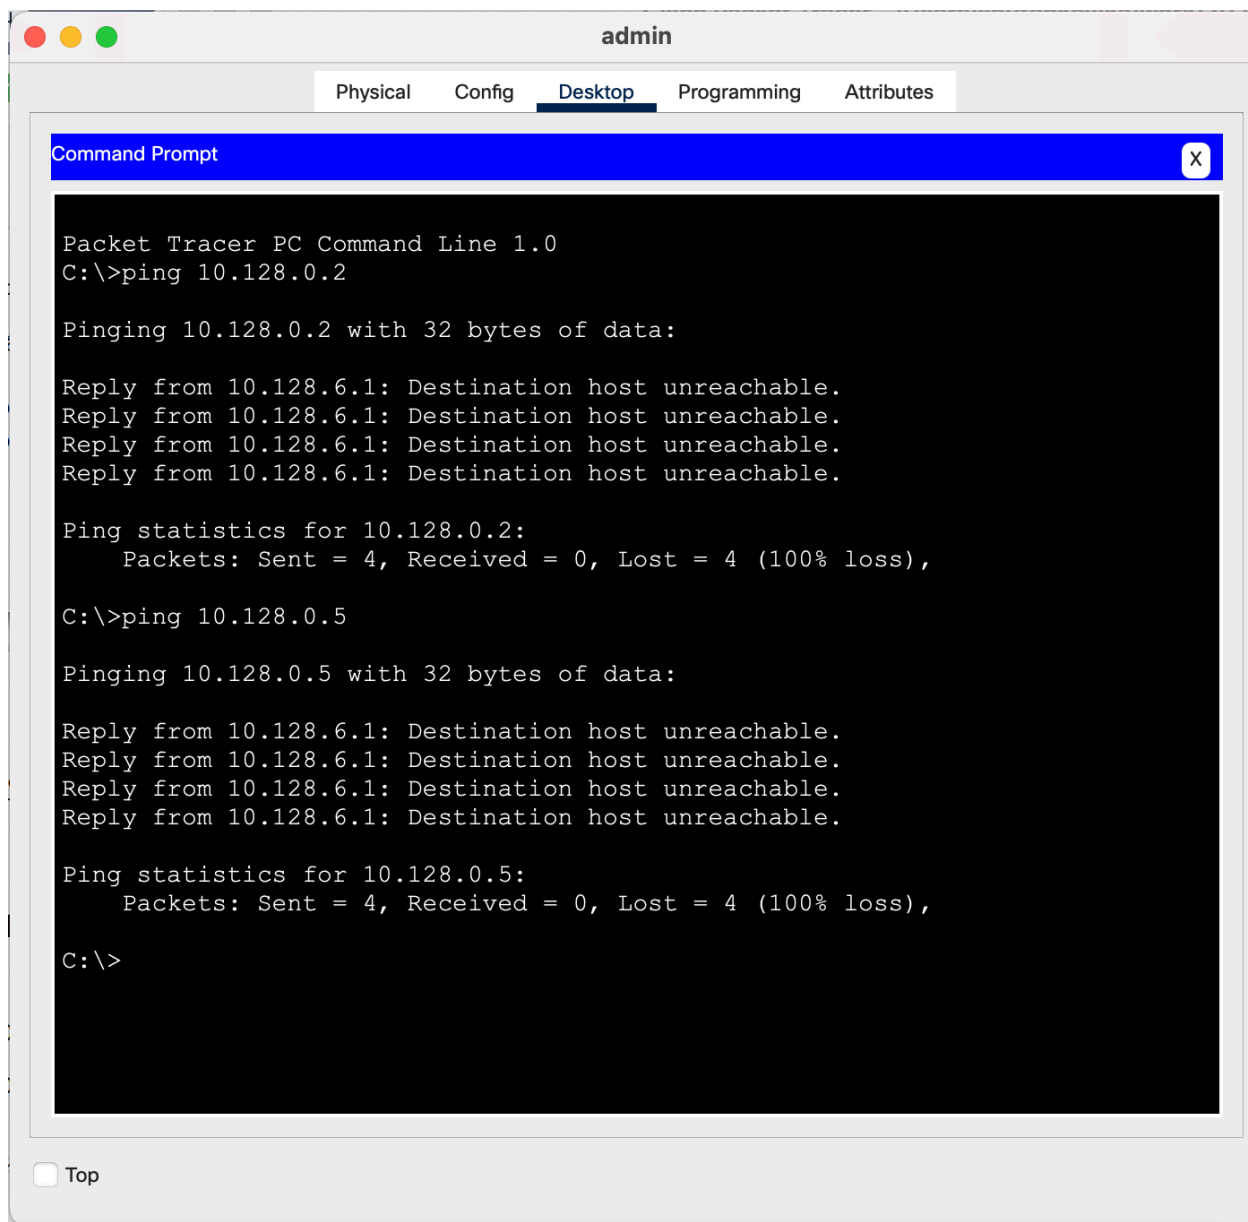 admin
Physical Config Desktop Programming Attributes
Command Prompt
X
Packet Tracer PC Command Line 1.0
C:\>ping 10.128.0.2
Pinging 10.128.0.2 with 32 bytes of data:
Reply from 10.128.6.1: Destination host unreachable.
Reply from 10.128.6.1: Destination host unreachable.
Reply from 10.128.6.1: Destination host unreachable.
Reply from 10.128.6.1: Destination host unreachable.
Ping statistics for 10.128.0.2:
Packets: Sent = 4, Received = 0, Lost = 4 (100% loss),
C:\>ping 10.128.0.5
Pinging 10.128.0.5 with 32 bytes of data:
Reply from 10.128.6.1: Destination host unreachable.
Reply from 10.128.6.1: Destination host unreachable.
Reply from 10.128.6.1: Destination host unreachable.
Reply from 10.128.6.1: Destination host unreachable.
Ping statistics for 10.128.0.5:
Packets: Sent = 4, Received = 0, Lost = 4 (100% loss),
C:\>
Top